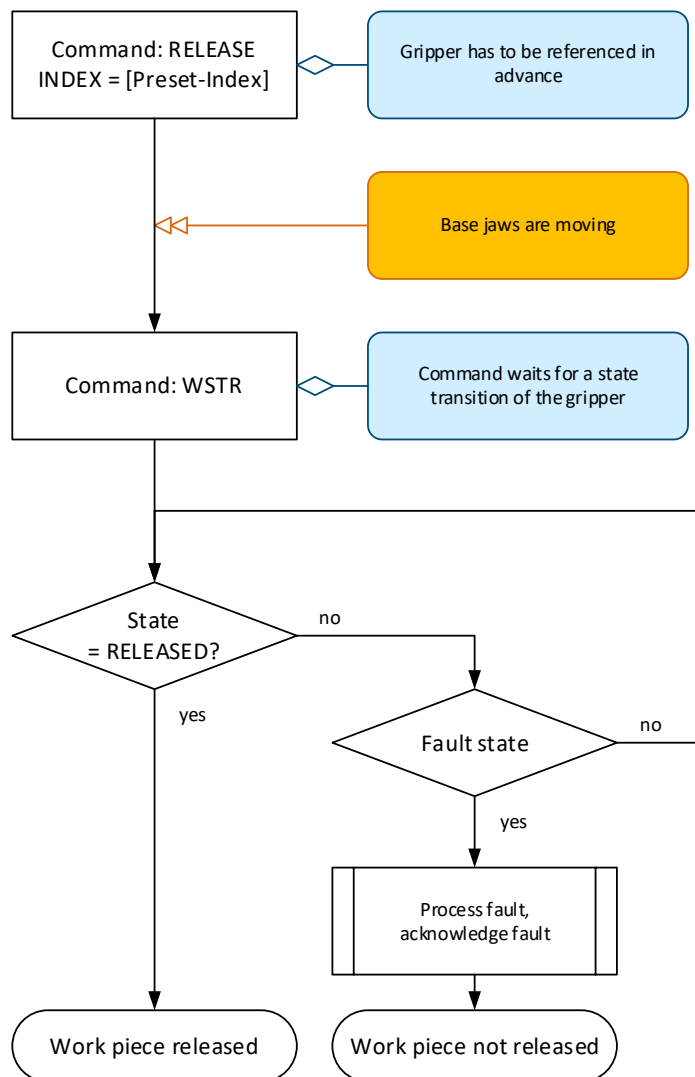 Command: RELEASE
INDEX = [Preset-Index]
Gripper has to be referenced in
advance
Base jaws are moving
Command: WSTR
Command waits for a state
transition of the gripper
State
= RELEASED?
no
yes
Fault state
no
yes
Process fault,
acknowledge fault
Work piece released
Work piece not released